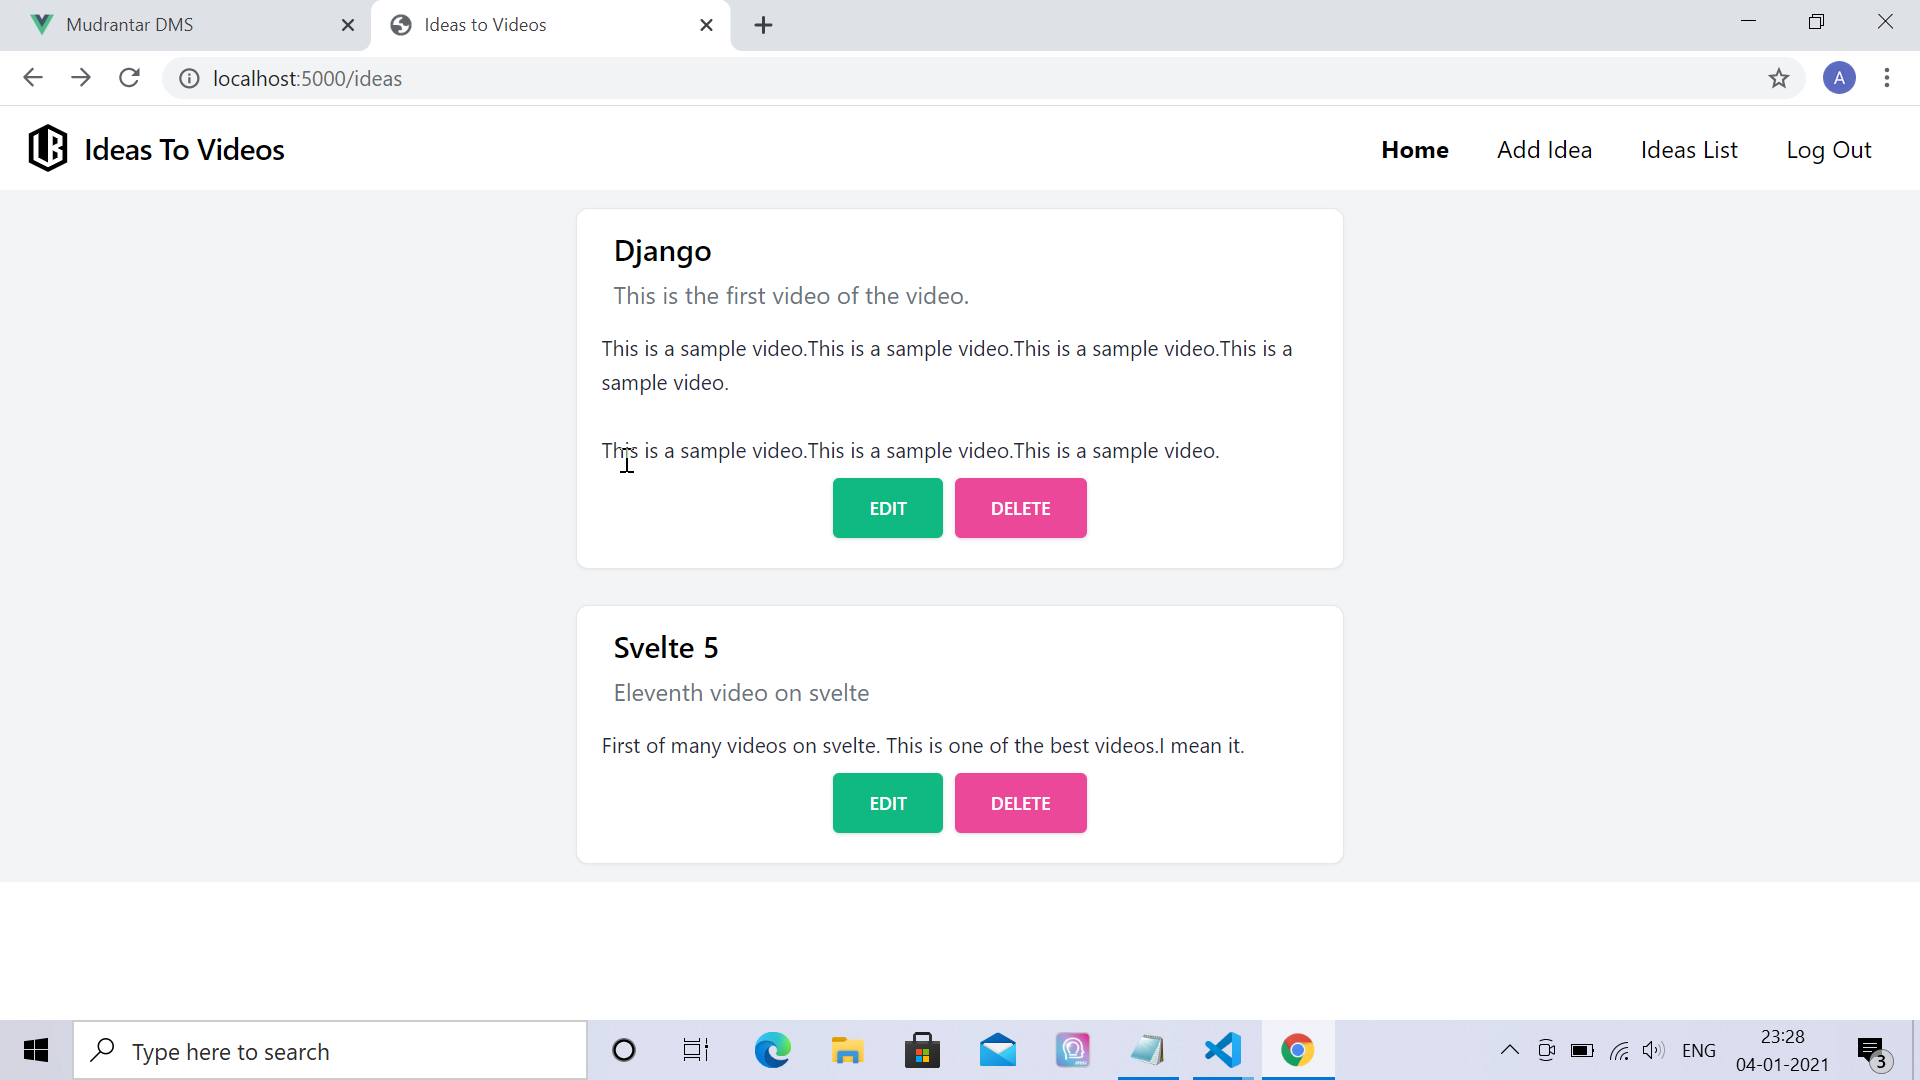 Mudrantar DMS
Ideas to Videos
localhost:5000/ideas
A
Ideas To Videos
Home
Add Idea
Ideas List
Log Out
Django
This is the first video of the video.
This is a sample video.This is a sample video.This is a sample video.This is a
sample video.
This is a sample video.This is a sample video.This is a sample video.
EDIT
DELETE
Svelte 5
Eleventh video on svelte
First of many videos on svelte. This is one of the best videos.I mean it.
EDIT
DELETE
Type here to search
ENG
23:28
04-01-2021
3